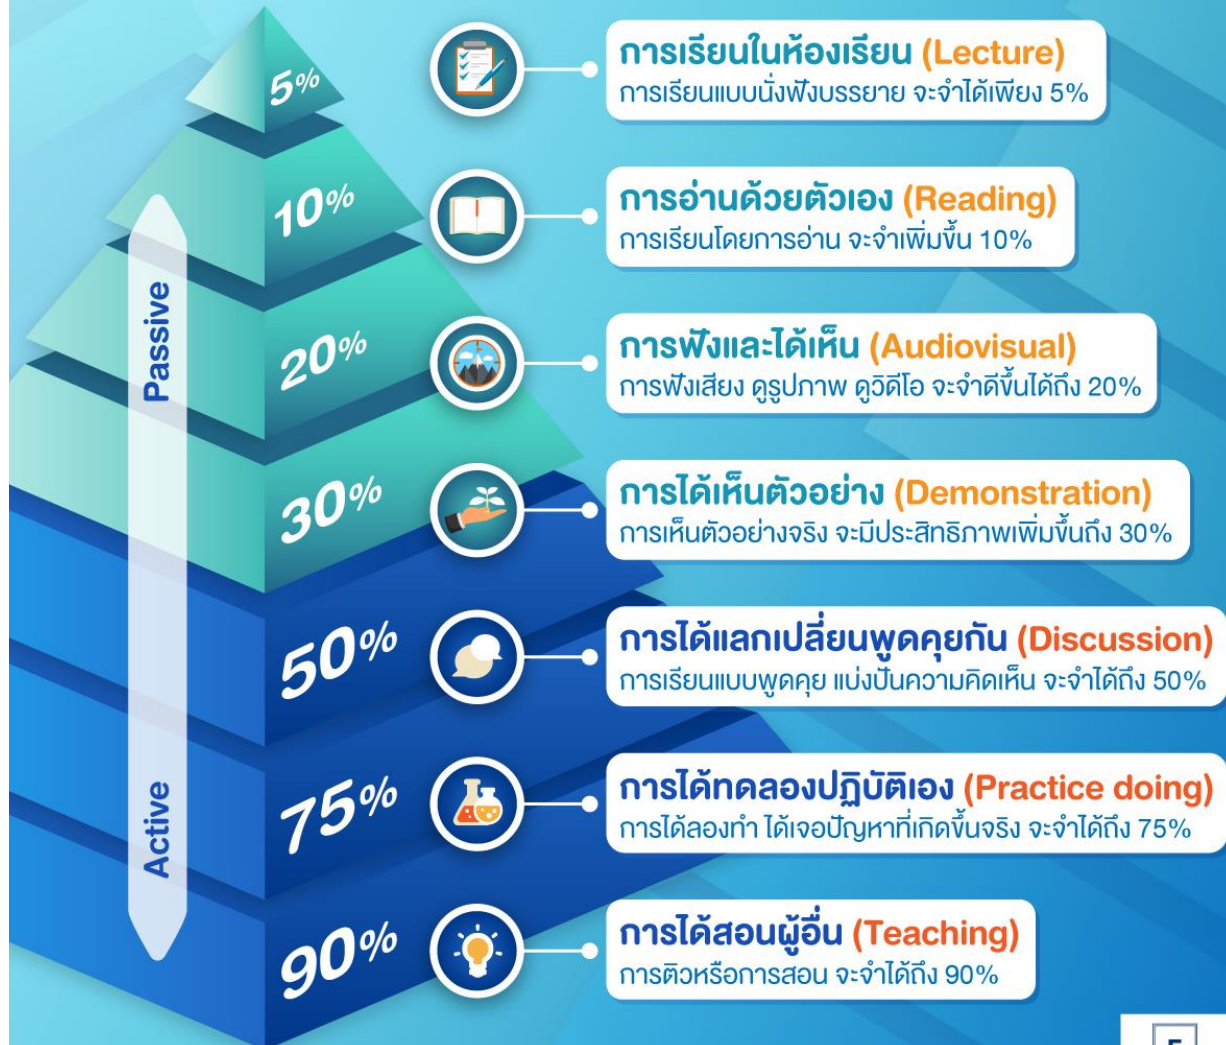 5%
การเรียนในห้องเรียน (Lecture)
การเรียนแบบนั่งฟังบรรยาย จะจำได้เพียง 5%
10%
การอ่านด้วยตัวเอง (Reading)
การเรียนโดยการอ่าน จะจำเพิ่มขึ้น 10%
Passive
20%
การฟังและได้เห็น (Audiovisual)
การฟังเสียง ดูรูปภาพ ดูวิดีโอ จะจำดีขึ้นได้ถึง 20%
30%
การได้เห็นตัวอย่าง (Demonstration)
การเห็นตัวอย่างจริง จะมีประสิทธิภาพเพิ่มขึ้นถึง 30%
50%
การได้แลกเปลี่ยนพูดคุยกัน (Discussion)
การเรียนแบบพูดคุย แบ่งปันความคิดเห็น จะจำได้ถึง 50%
Active
75%
การได้ทดลองปฏิบัติเอง (Practice doing)
การได้ลองทำ ได้เจอปัญหาที่เกิดขึ้นจริง จะจำได้ถึง 75%
90%
การได้สอนผู้อื่น (Teaching)
การติวหรือการสอน จะจำได้ถึง 90%